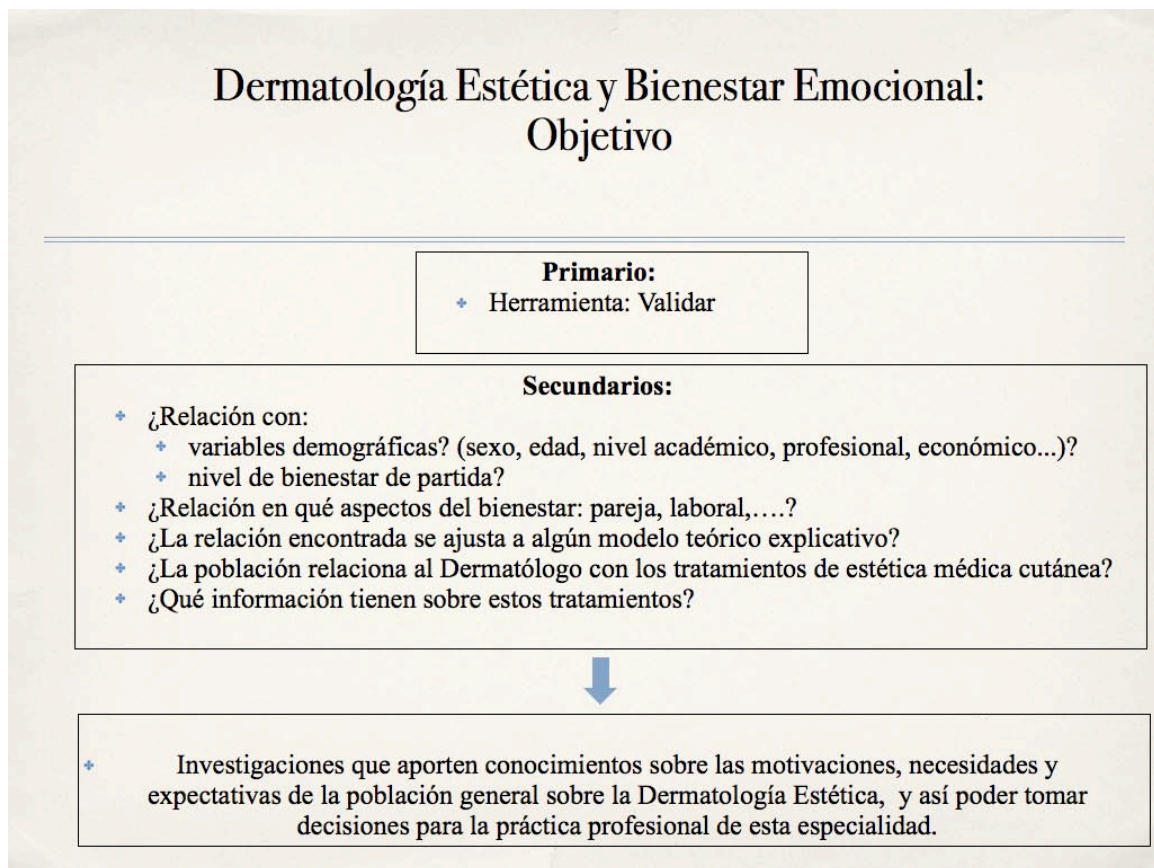 Dermatología Estética y Bienestar Emocional:
Objetivo
Primario:
Herramienta: Validar
Secundarios:
¿Relación con:
variables demográficas? (sexo, edad, nivel académico, profesional, económico...)?
nivel de bienestar de partida?
¿Relación en qué aspectos del bienestar: pareja, laboral,....?
¿La relación encontrada se ajusta a algún modelo teórico explicativo?
¿La población relaciona al Dermatólogo con los tratamientos de estética médica cutánea?
¿Qué información tienen sobre estos tratamientos?
Investigaciones que aporten conocimientos sobre las motivaciones, necesidades y
expectativas de la población general sobre la Dermatología Estética, y así poder tomar
decisiones para la práctica profesional de esta especialidad.